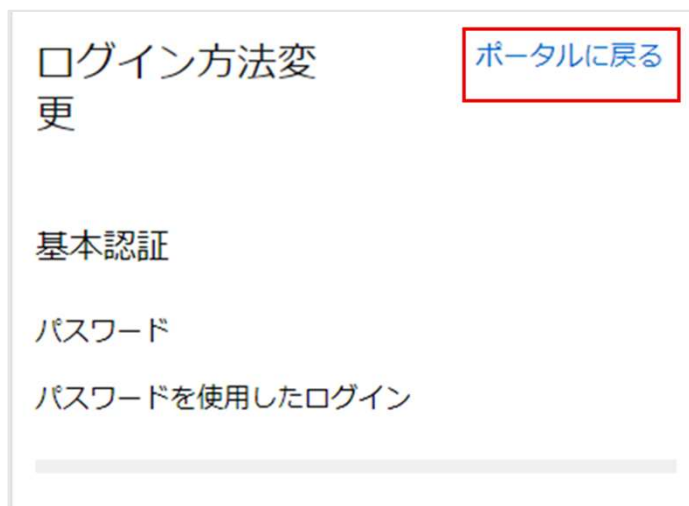 ログイン方法変
更
ポータルに戻る
基本認証
パスワード
パスワードを使用したログイン